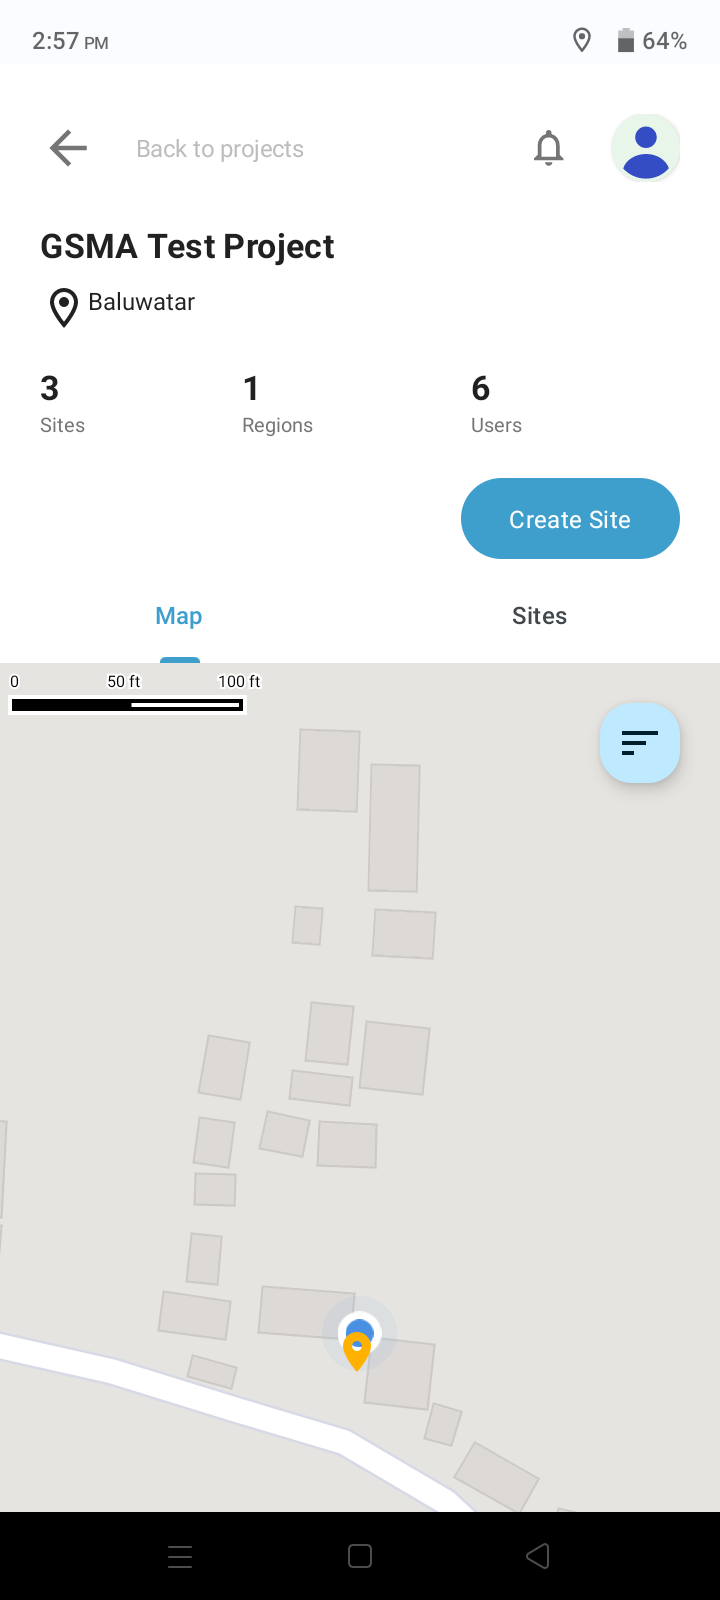 2:57 PM 64%
Back to projects
GSMA Test Project
Baluwatar
3 1 6
Sites Regions Users
Create Site
Map Sites
0 50 ft 100 ft